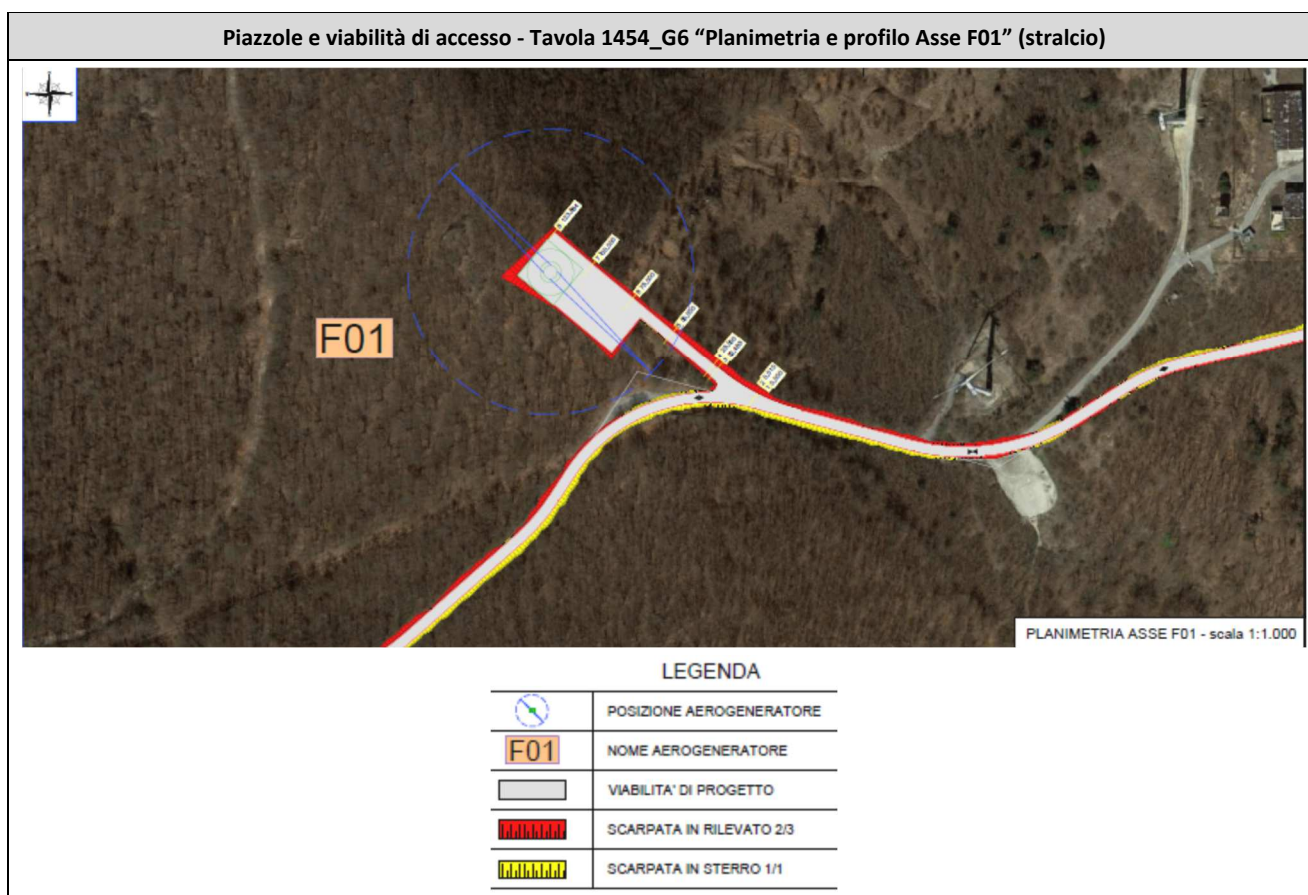 Piazzole e viabilità di accesso - Tavola 1454_G6 “Planimetria e profilo Asse F01” (stralcio)
F01
PLANIMETRIA ASSE F01 - scala 1:1.000
LEGENDA
POSIZIONE AEROGENERATORE
F01 NOME AEROGENERATORE
VIABILITA' DI PROGETTO
SCARPATA IN RILEVATO 2/3
SCARPATA IN STERRO 1/1